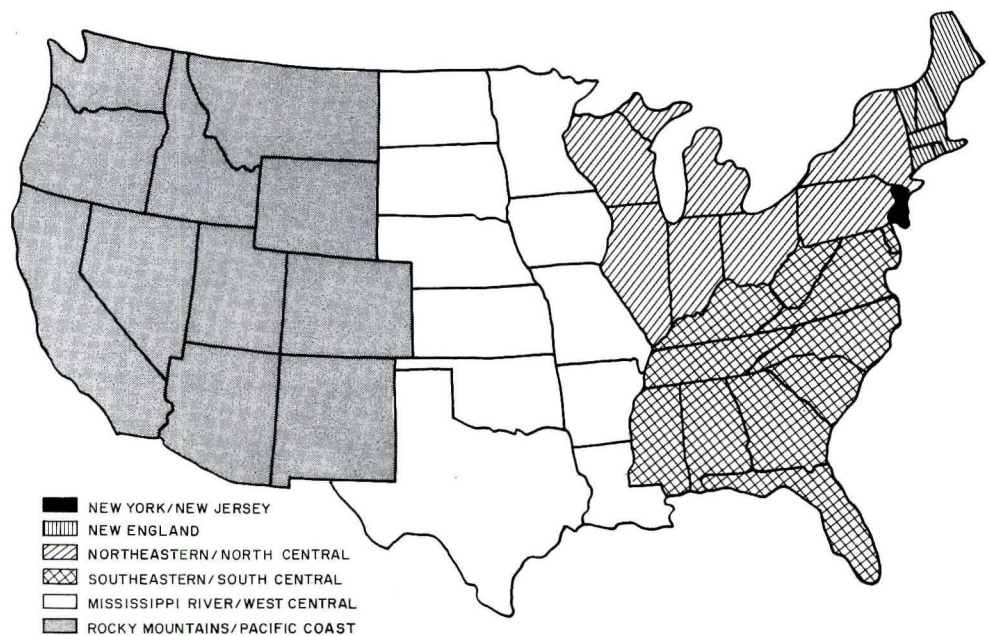 NEW YORK/NEW JERSEY
NEW ENGLAND
NORTHEASTERN/NORTH CENTRAL
SOUTHEASTERN/SOUTH CENTRAL
MISSISSIPPI RIVER/WEST CENTRAL
ROCKY MOUNTAINS/PACIFIC COAST